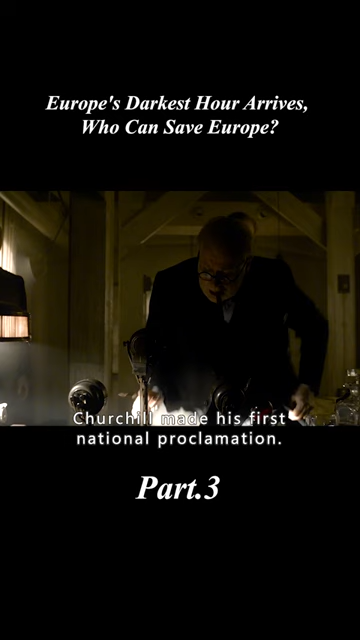 Europe's Darkest Hour Arrives,
Who Can Save Europe?
Churchill made his first
national proclamation.
Part.3